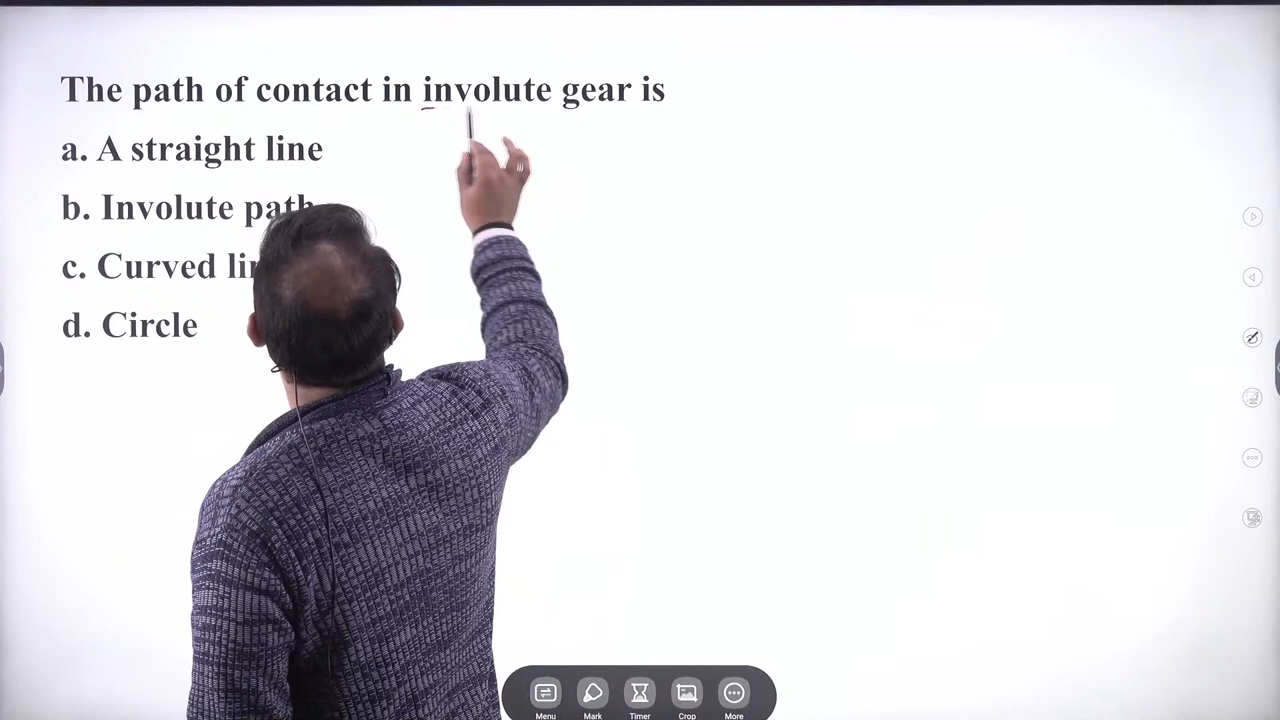 The path of contact in involute gear is
a. A straight line
b. Involute path
c. Curved
d. Circle
Menu Mark Timer Crop More